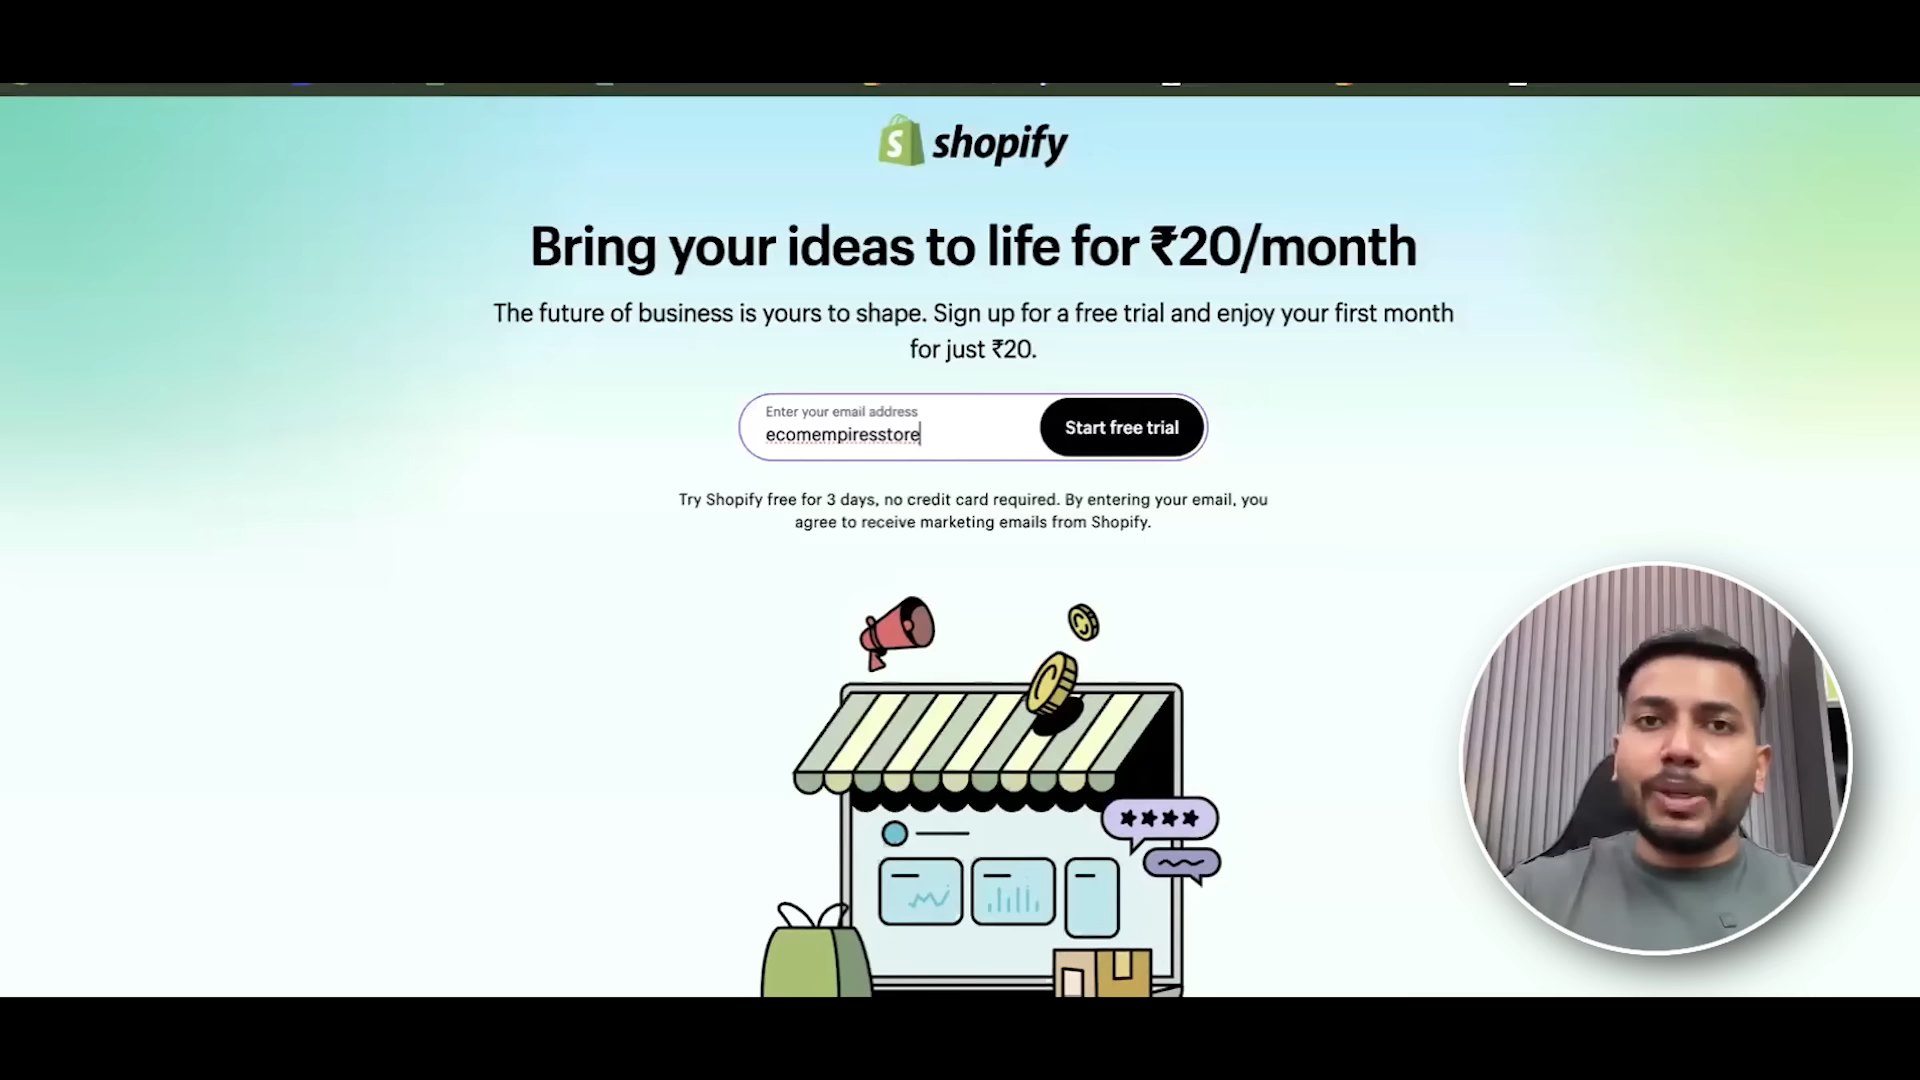 shopify
Bring your ideas to life for ₹20/month
The future of business is yours to shape. Sign up for a free trial and enjoy your first month
for just ₹20.
Enter your email address
ecomempiresstore
Start free trial
Try Shopify free for 3 days, no credit card required. By entering your email, you
agree to receive marketing emails from Shopify.